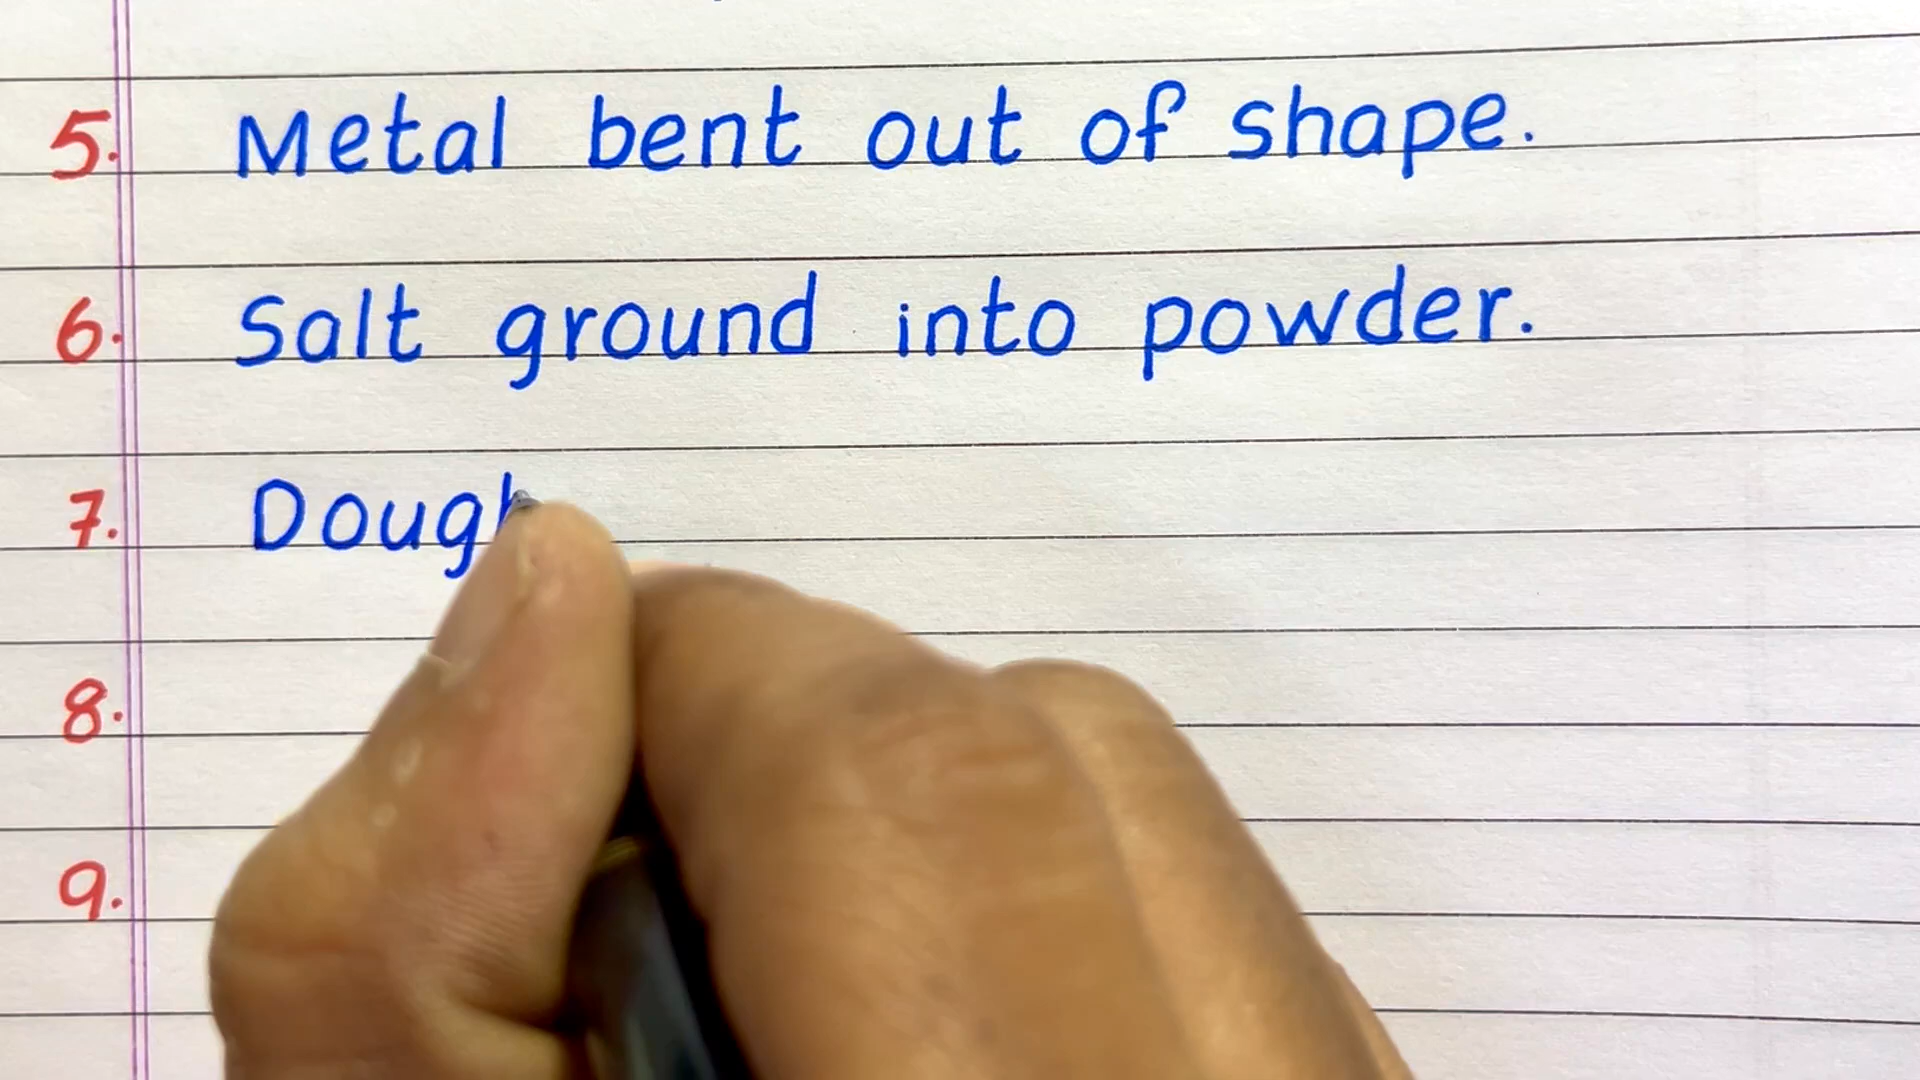 5. Metal bent out of shape.
6. Salt ground into powder.
7. Dough
8.
9.